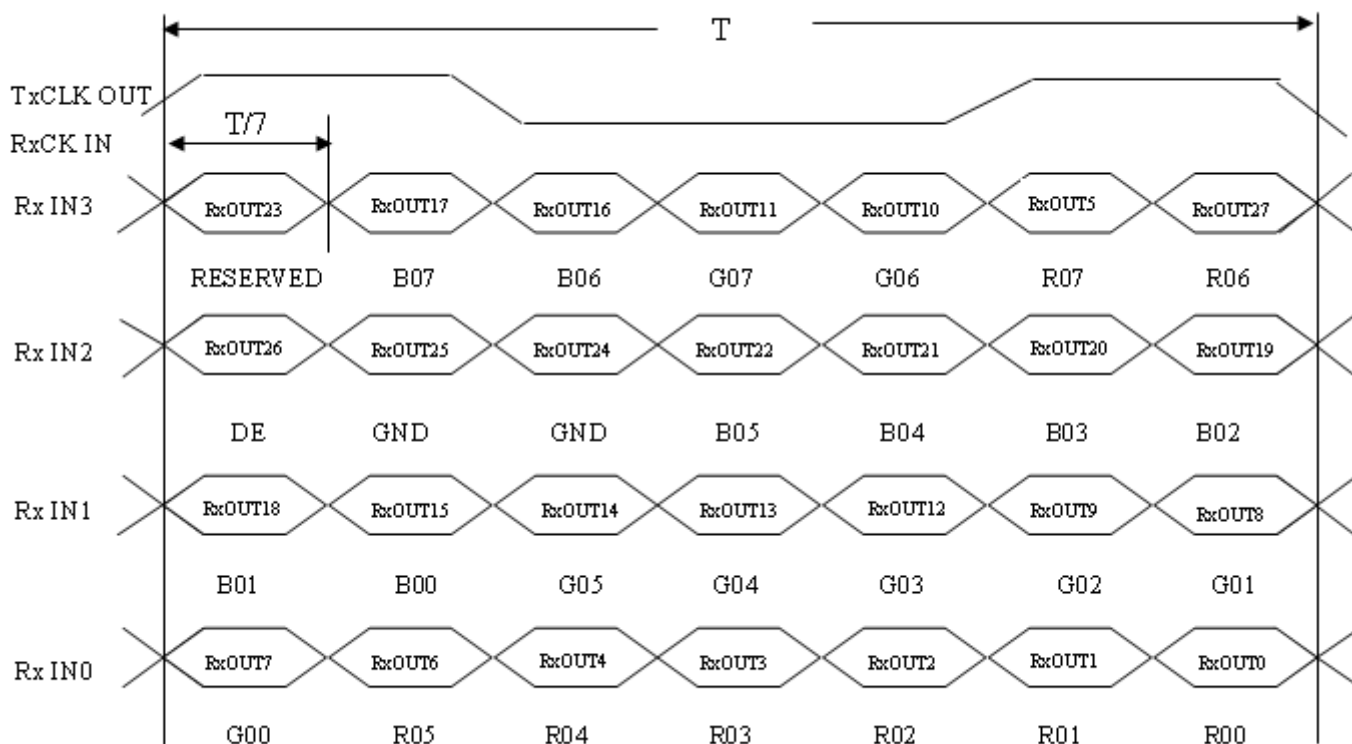 T
TxCLK OUT
T/7
RxCK IN
Rx IN3 RxOUT23 RxOUT17 RxOUT16 RxOUT11 RxOUT10 RxOUT5 RxOUT27
RESERVED B07 B06 G07 G06 R07 R06
Rx IN2 RxOUT26 RxOUT25 RxOUT24 RxOUT22 RxOUT21 RxOUT20 RxOUT19
DE GND GND B05 B04 B03 B02
Rx IN1 RxOUT18 RxOUT15 RxOUT14 RxOUT13 RxOUT12 RxOUT9 RxOUT8
B01 B00 G05 G04 G03 G02 G01
Rx IN0 RxOUT7 RxOUT6 RxOUT4 RxOUT3 RxOUT2 RxOUT1 RxOUT0
G00 R05 R04 R03 R02 R01 R00